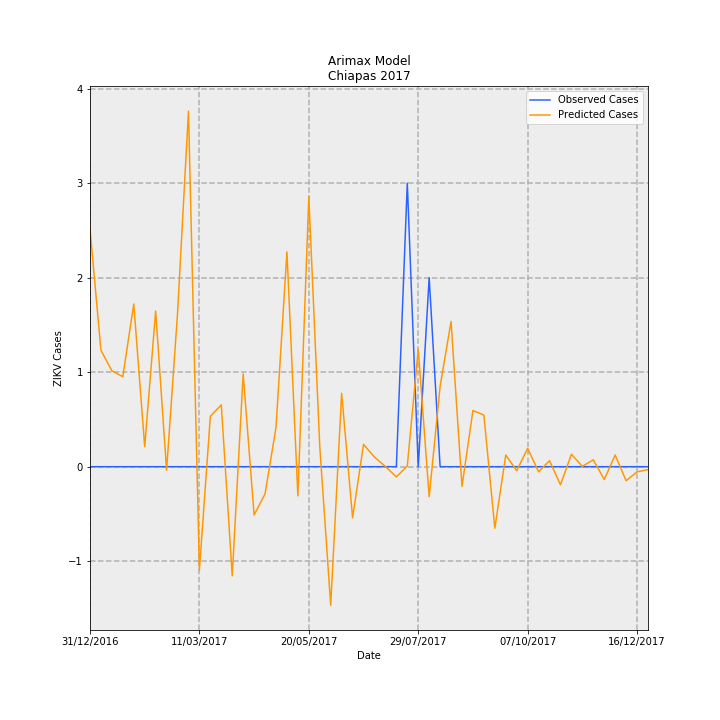 Arimax Model
Chiapas 2017
Observed Cases
Predicted Cases
4
3
2
1
0
−1
ZIKV Cases
31/12/2016
11/03/2017
20/05/2017
29/07/2017
07/10/2017
16/12/2017
Date